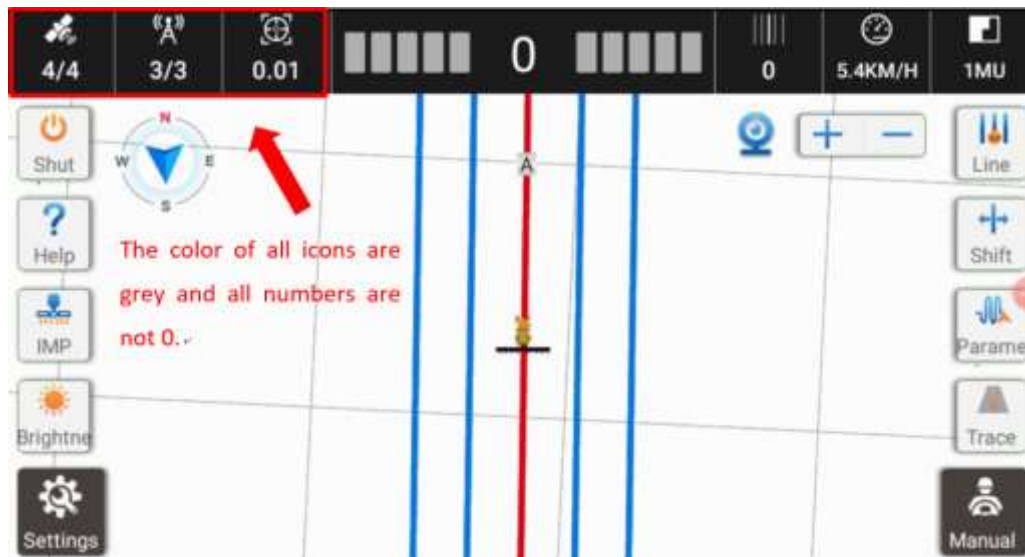 4/4
3/3
0.01
0
0
5.4KM/H
1MU
Shut
N
W
E
S
A
+ −
Line
Help
The color of all icons are
grey and all numbers are
not 0.
Shift
IMP
Parame
Brightne
Trace
Settings
Manual